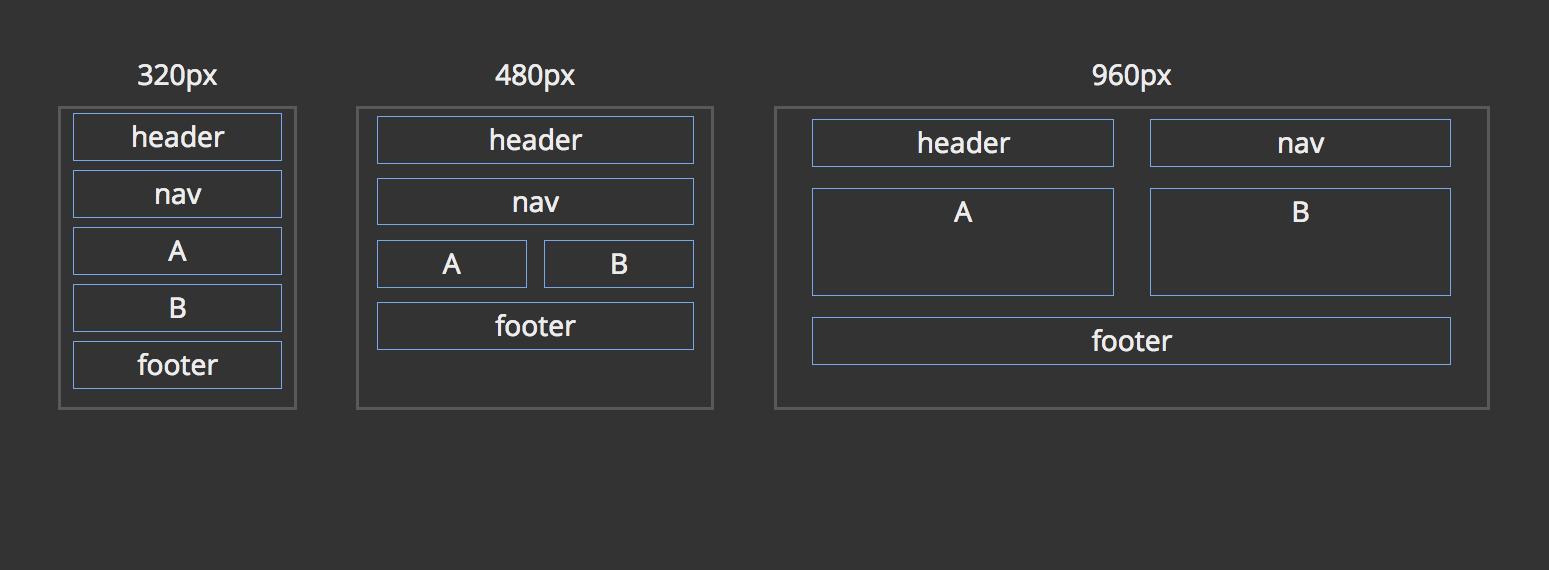 320px
header
nav
A
B
footer
480px
header
nav
A B
footer
960px
header nav
A B
footer